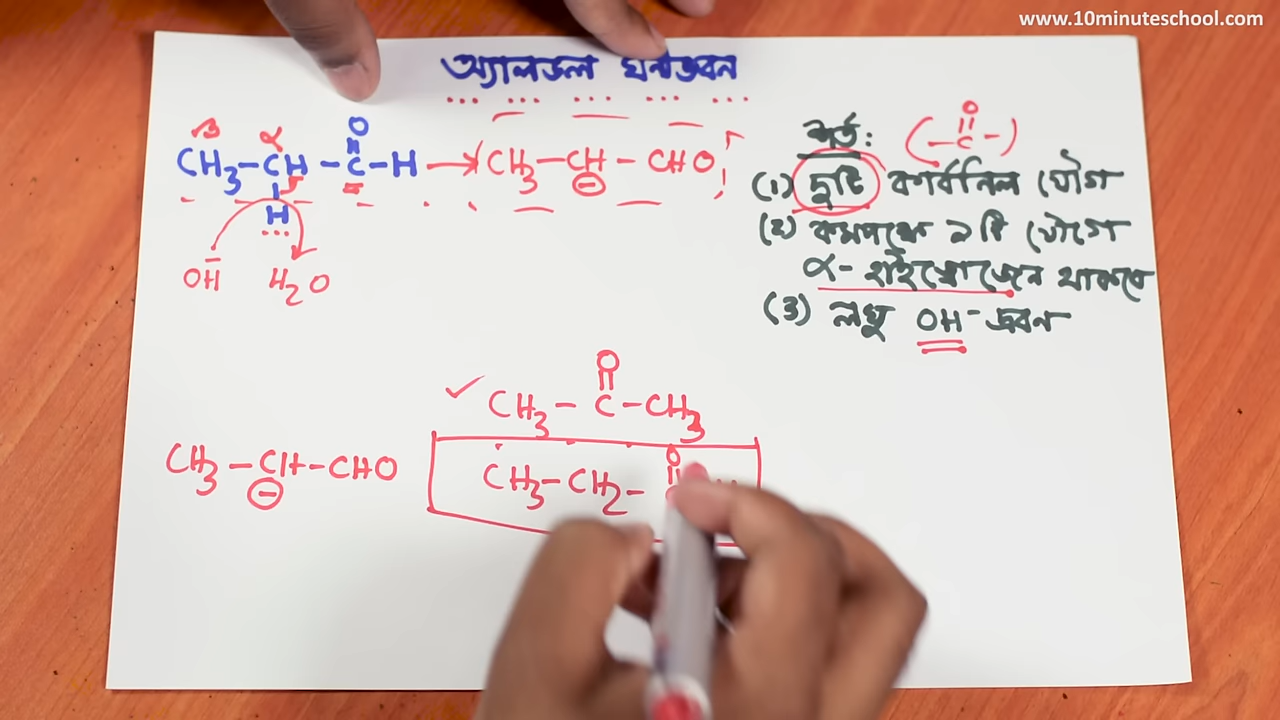 www.10minuteschool.com
অ্যালডল ঘনীভবন
β α O
CH3–CH–C–H → CH3–CH–CHO
H ⊖
OH⁻ H2O
শর্ত: (–C–)
O
(১) দুটি কার্বনিল যৌগ
(২) কমপক্ষে ১টি যৌগে
α- হাইড্রোজেন থাকবে
(৩) লঘু OH⁻ দ্রবন
O
✓ CH3–C–CH3
CH3–CH–CHO
⊖
O
CH3–CH2–